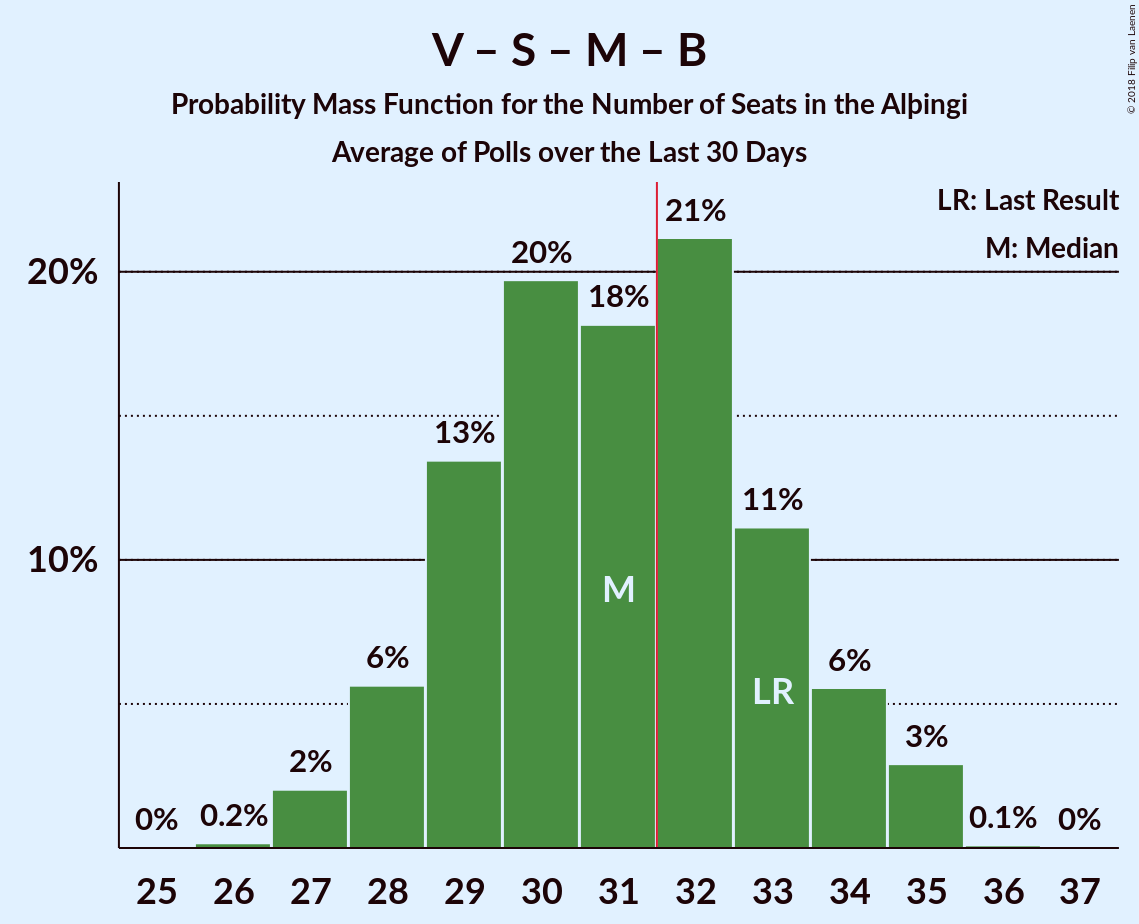 V – S – M – B
Probability Mass Function for the Number of Seats in the Alþingi
Average of Polls over the Last 30 Days
© 2018 Filip van Laenen
LR: Last Result
M: Median
20%
10%
0%
0.2%
2%
6%
13%
20%
18%
21%
11%
6%
3%
0.1%
0%
M
LR
25 26 27 28 29 30 31 32 33 34 35 36 37